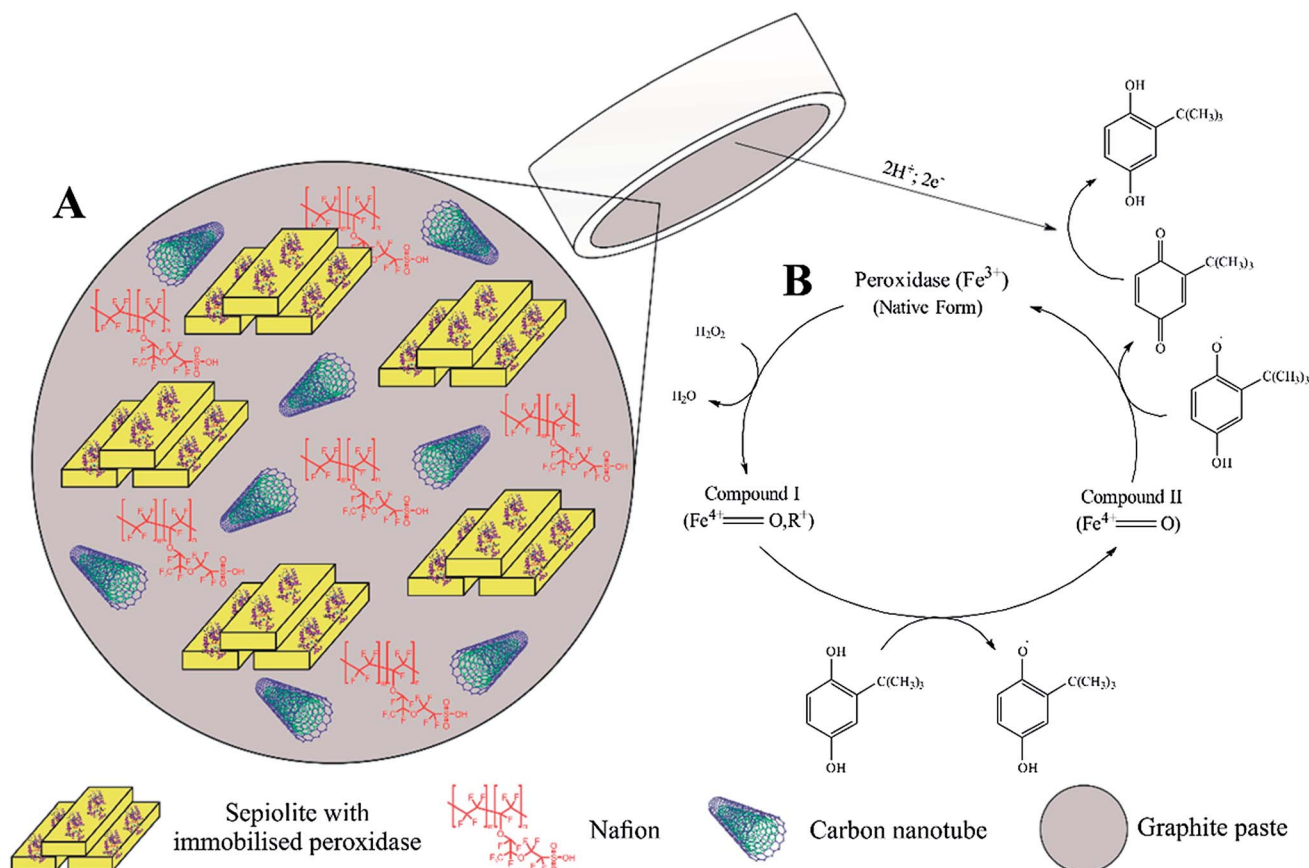 A
B
2H⁺; 2e⁻
OH
C(CH₃)₃
OH
O
C(CH₃)₃
O
Peroxidase (Fe³⁺)
(Native Form)
H₂O₂
H₂O
O·
C(CH₃)₃
OH
Compound I
(Fe⁴⁺═O,R⁺)
Compound II
(Fe⁴⁺═O)
OH
C(CH₃)₃
OH
O·
C(CH₃)₃
OH
Sepiolite with
immobilised peroxidase
Nafion
Carbon nanotube
Graphite paste